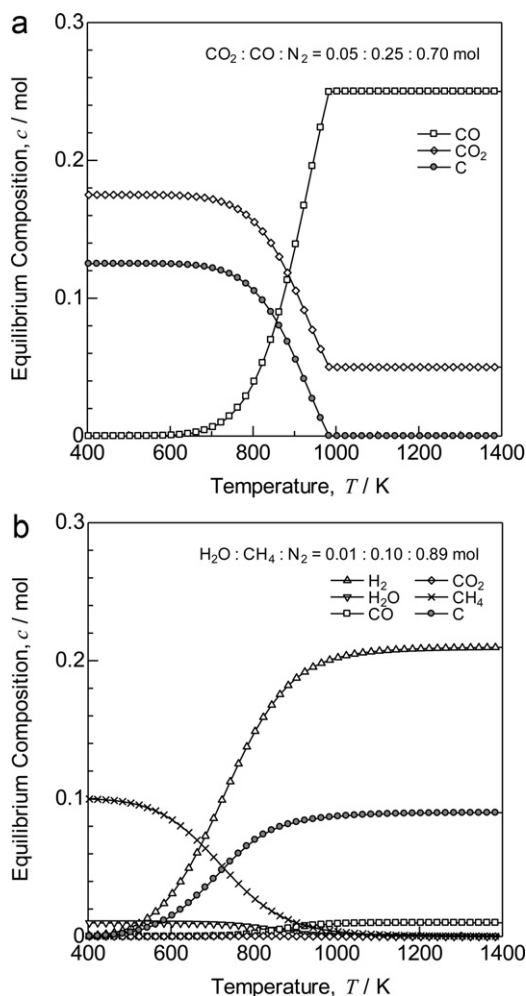 a
0.3
CO₂ : CO : N₂ = 0.05 : 0.25 : 0.70 mol
CO
CO₂
C
0.2
0.1
0
Equilibrium Composition, c / mol
400 600 800 1000 1200 1400
Temperature, T / K
b
0.3
H₂O : CH₄ : N₂ = 0.01 : 0.10 : 0.89 mol
H₂ CO₂
H₂O CH₄
CO C
0.2
0.1
0
Equilibrium Composition, c / mol
400 600 800 1000 1200 1400
Temperature, T / K